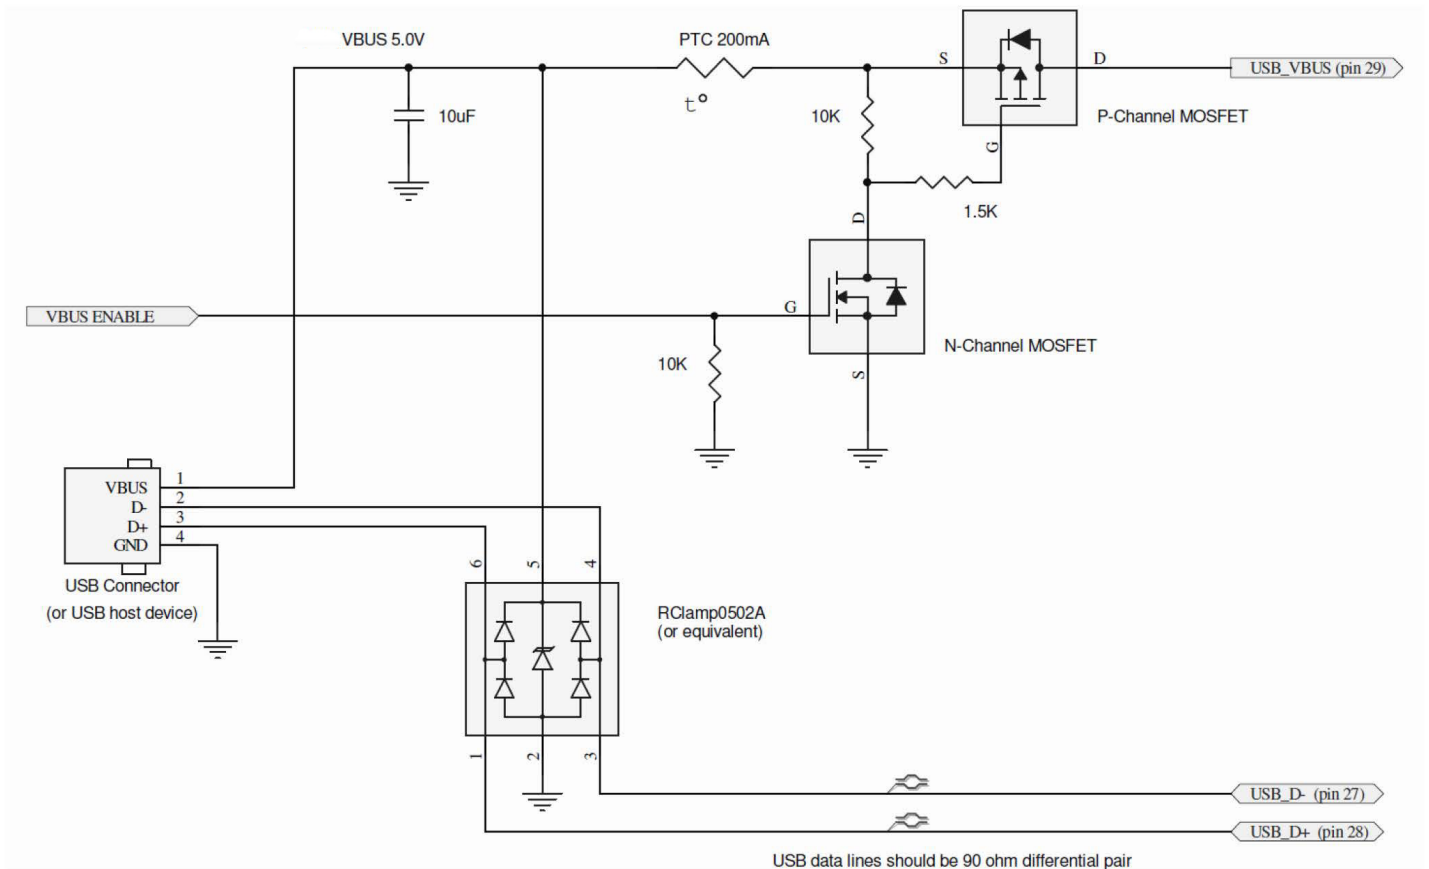 VBUS 5.0V
PTC 200mA
t°
10uF
10K
S
D
G
USB_VBUS (pin 29)
P-Channel MOSFET
1.5K
D
VBUS ENABLE
G
10K
N-Channel MOSFET
S
VBUS 1
D- 2
D+ 3
GND 4
USB Connector
(or USB host device)
6 5 4
RClamp0502A
(or equivalent)
1 2 3
USB_D- (pin 27)
USB_D+ (pin 28)
USB data lines should be 90 ohm differential pair